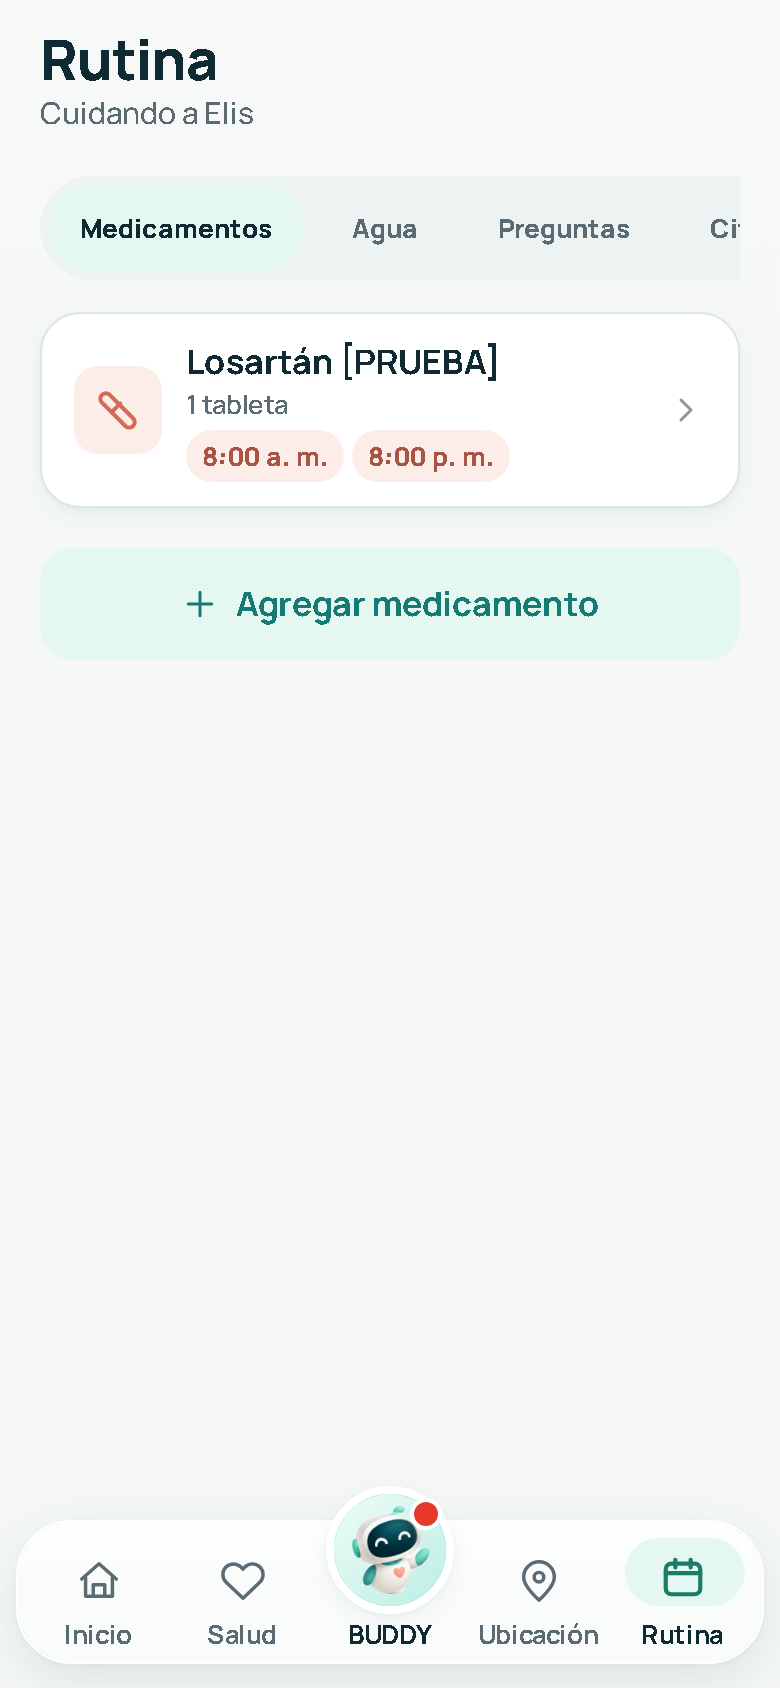 Rutina
Cuidando a Elis
Medicamentos Agua Preguntas
Losartán [PRUEBA]
1 tableta
8:00 a. m. 8:00 p. m.
+ Agregar medicamento
Inicio Salud BUDDY Ubicación Rutina